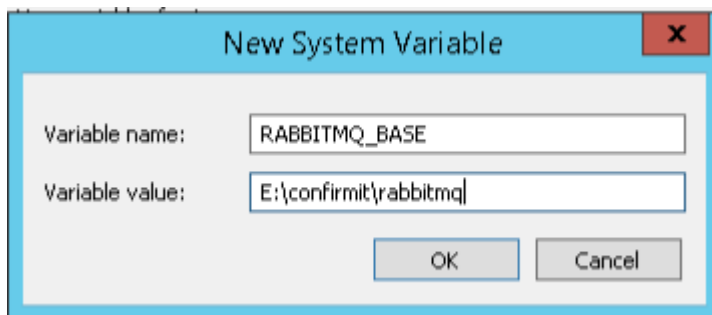 New System Variable
x
Variable name: RABBITMQ_BASE
Variable value: E:\confirmit\rabbitmq
OK Cancel